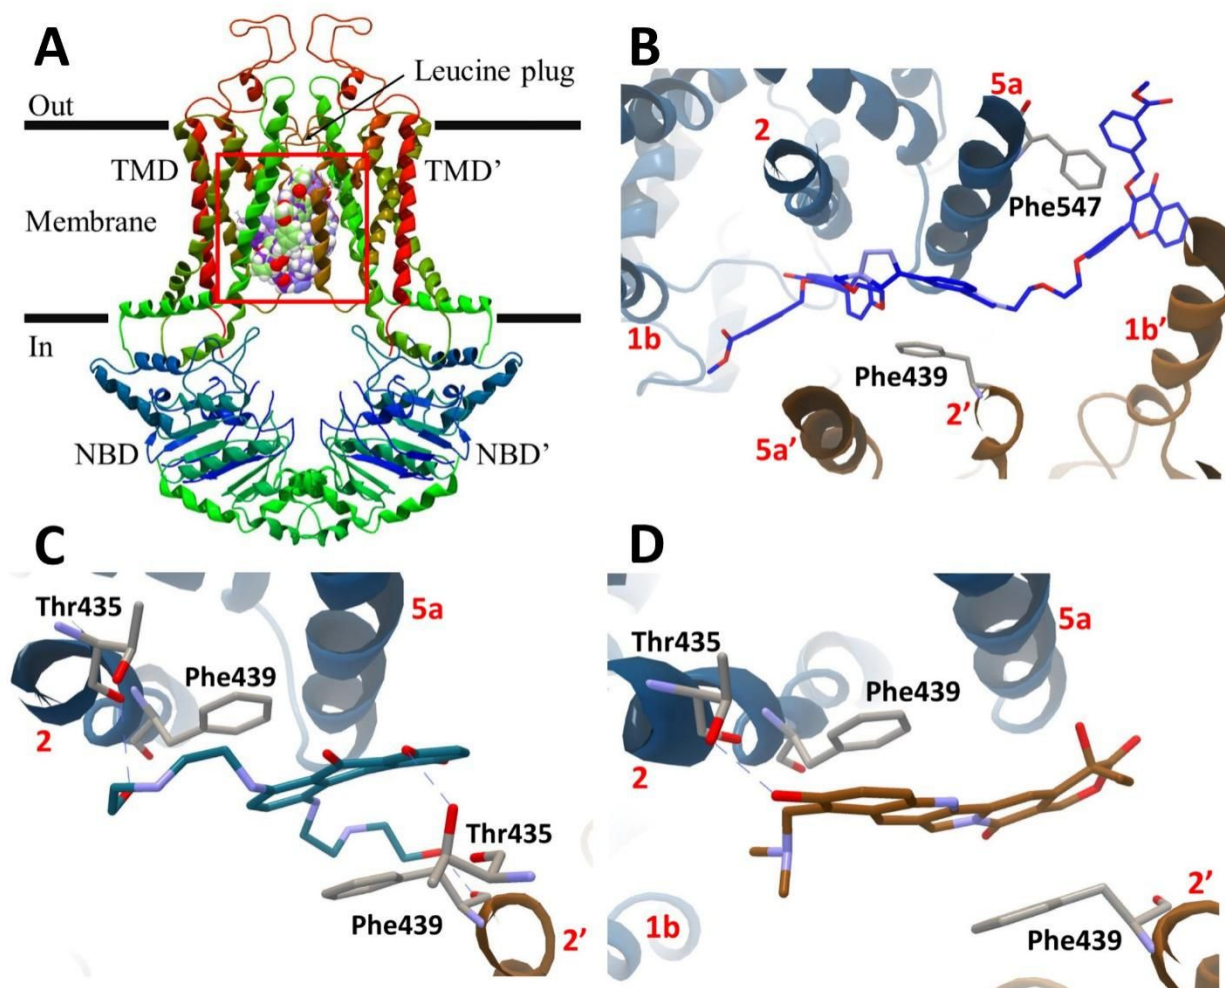 A
Leucine plug
Out
TMD
TMD’
Membrane
In
NBD
NBD’
B
5a
2
Phe547
1b
1b’
Phe439
2’
5a’
C
Thr435
5a
Phe439
2
Thr435
Phe439
2’
D
5a
Thr435
Phe439
2
2’
1b
Phe439